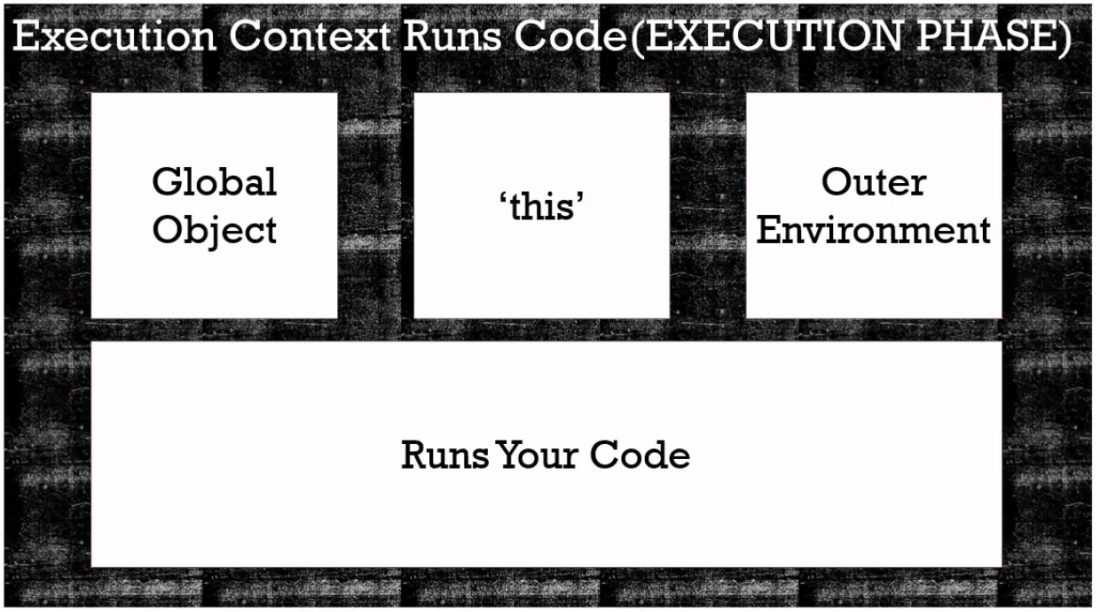 Execution Context Runs Code(EXECUTION PHASE)
Global
Object
‘this’
Outer
Environment
Runs Your Code